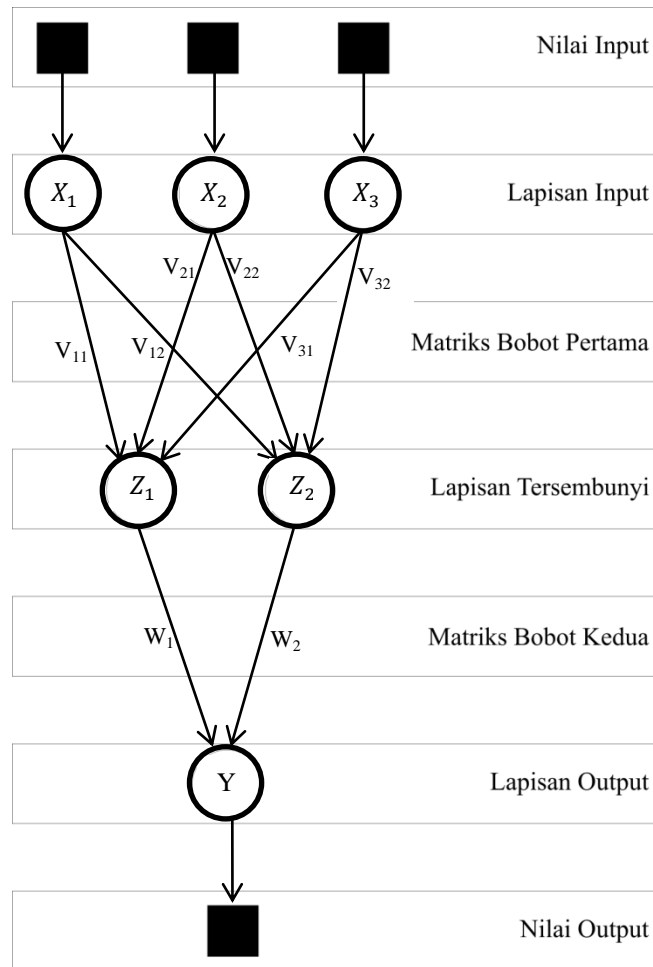 Nilai Input
X₁ X₂ X₃ Lapisan Input
V₂₁ V₂₂ V₃₂
V₁₁ V₁₂ V₃₁ Matriks Bobot Pertama
Z₁ Z₂ Lapisan Tersembunyi
W₁ W₂ Matriks Bobot Kedua
Y Lapisan Output
Nilai Output